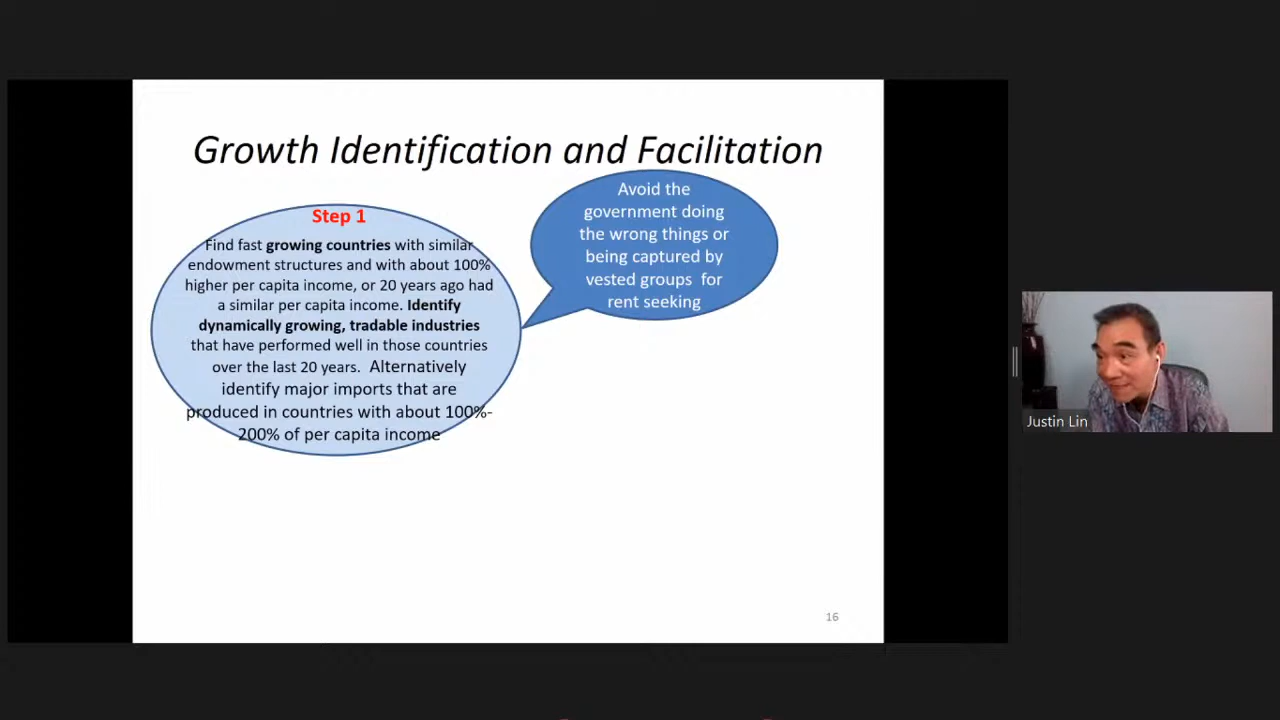 Growth Identification and Facilitation
Step 1
Find fast growing countries with similar
endowment structures and with about 100%
higher per capita income, or 20 years ago had
a similar per capita income. Identify
dynamically growing, tradable industries
that have performed well in those countries
over the last 20 years. Alternatively
identify major imports that are
produced in countries with about 100%-
200% of per capita income
Avoid the
government doing
the wrong things or
being captured by
vested groups for
rent seeking
16
Justin Lin